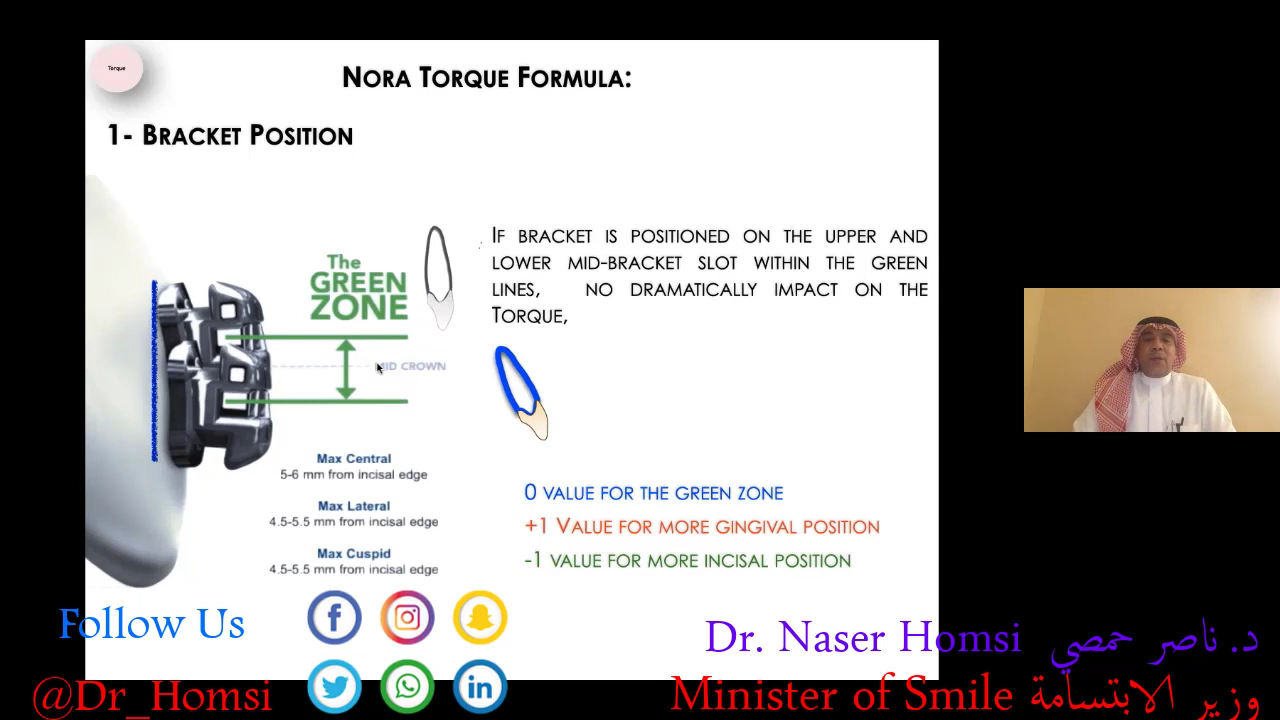 Torque
NORA TORQUE FORMULA:
1- BRACKET POSITION
The
GREEN
ZONE
MID CROWN
IF BRACKET IS POSITIONED ON THE UPPER AND
LOWER MID-BRACKET SLOT WITHIN THE GREEN
LINES, NO DRAMATICALLY IMPACT ON THE
TORQUE,
Max Central
5-6 mm from incisal edge
Max Lateral
4.5-5.5 mm from incisal edge
Max Cuspid
4.5-5.5 mm from incisal edge
0 VALUE FOR THE GREEN ZONE
+1 VALUE FOR MORE GINGIVAL POSITION
-1 VALUE FOR MORE INCISAL POSITION
Follow Us
@Dr_Homsi
Dr. Naser Homsi د. ناصر حمصي
Minister of Smile وزير الابتسامة